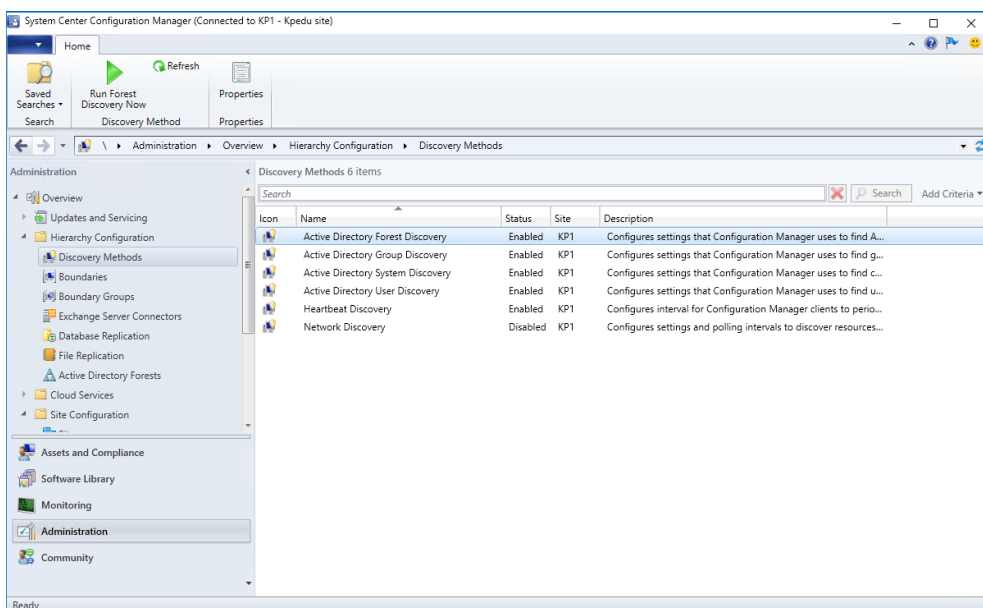 System Center Configuration Manager (Connected to KP1 - Kpedu site)
Home
Saved Searches
Run Forest Discovery Now
Refresh
Properties
Search
Discovery Method
Properties
\ Administration Overview Hierarchy Configuration Discovery Methods
Administration
Overview
Updates and Servicing
Hierarchy Configuration
Discovery Methods
Boundaries
Boundary Groups
Exchange Server Connectors
Database Replication
File Replication
Active Directory Forests
Cloud Services
Site Configuration
Assets and Compliance
Software Library
Monitoring
Administration
Community
Discovery Methods 6 items
Search Search Add Criteria
Icon Name Status Site Description
Active Directory Forest Discovery Enabled KP1 Configures settings that Configuration Manager uses to find A...
Active Directory Group Discovery Enabled KP1 Configures settings that Configuration Manager uses to find g...
Active Directory System Discovery Enabled KP1 Configures settings that Configuration Manager uses to find c...
Active Directory User Discovery Enabled KP1 Configures settings that Configuration Manager uses to find u...
Heartbeat Discovery Enabled KP1 Configures interval for Configuration Manager clients to perio...
Network Discovery Disabled KP1 Configures settings and polling intervals to discover resources...
Ready